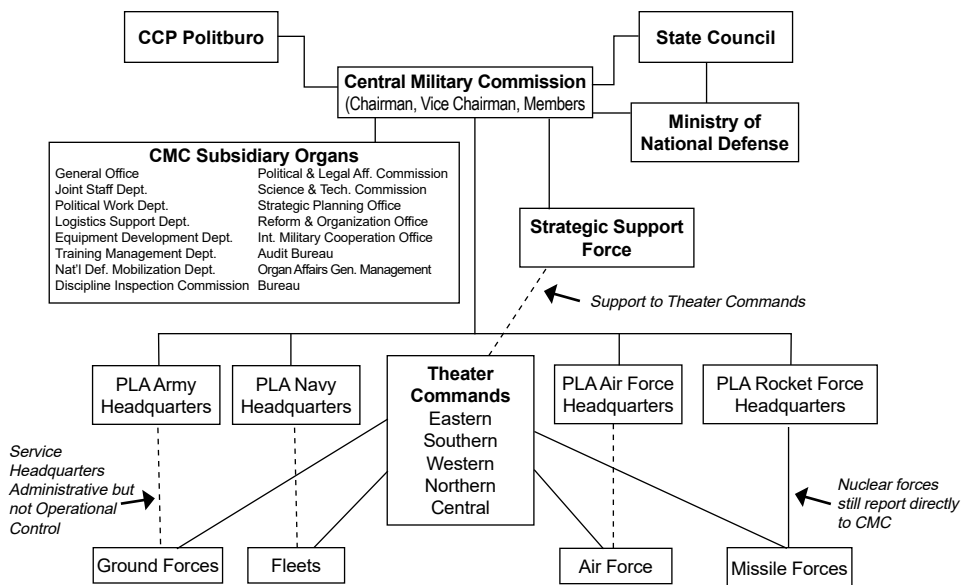 CCP Politburo
State Council
Central Military Commission
(Chairman, Vice Chairman, Members
Ministry of
National Defense
CMC Subsidiary Organs
General Office
Joint Staff Dept.
Political Work Dept.
Logistics Support Dept.
Equipment Development Dept.
Training Management Dept.
Nat'l Def. Mobilization Dept.
Discipline Inspection Commission
Political & Legal Aff. Commission
Science & Tech. Commission
Strategic Planning Office
Reform & Organization Office
Int. Military Cooperation Office
Audit Bureau
Organ Affairs Gen. Management
Bureau
Strategic Support
Force
Support to Theater Commands
PLA Army
Headquarters
PLA Navy
Headquarters
Theater
Commands
Eastern
Southern
Western
Northern
Central
PLA Air Force
Headquarters
PLA Rocket Force
Headquarters
Service
Headquarters
Administrative but
not Operational
Control
Nuclear forces
still report directly
to CMC
Ground Forces
Fleets
Air Force
Missile Forces